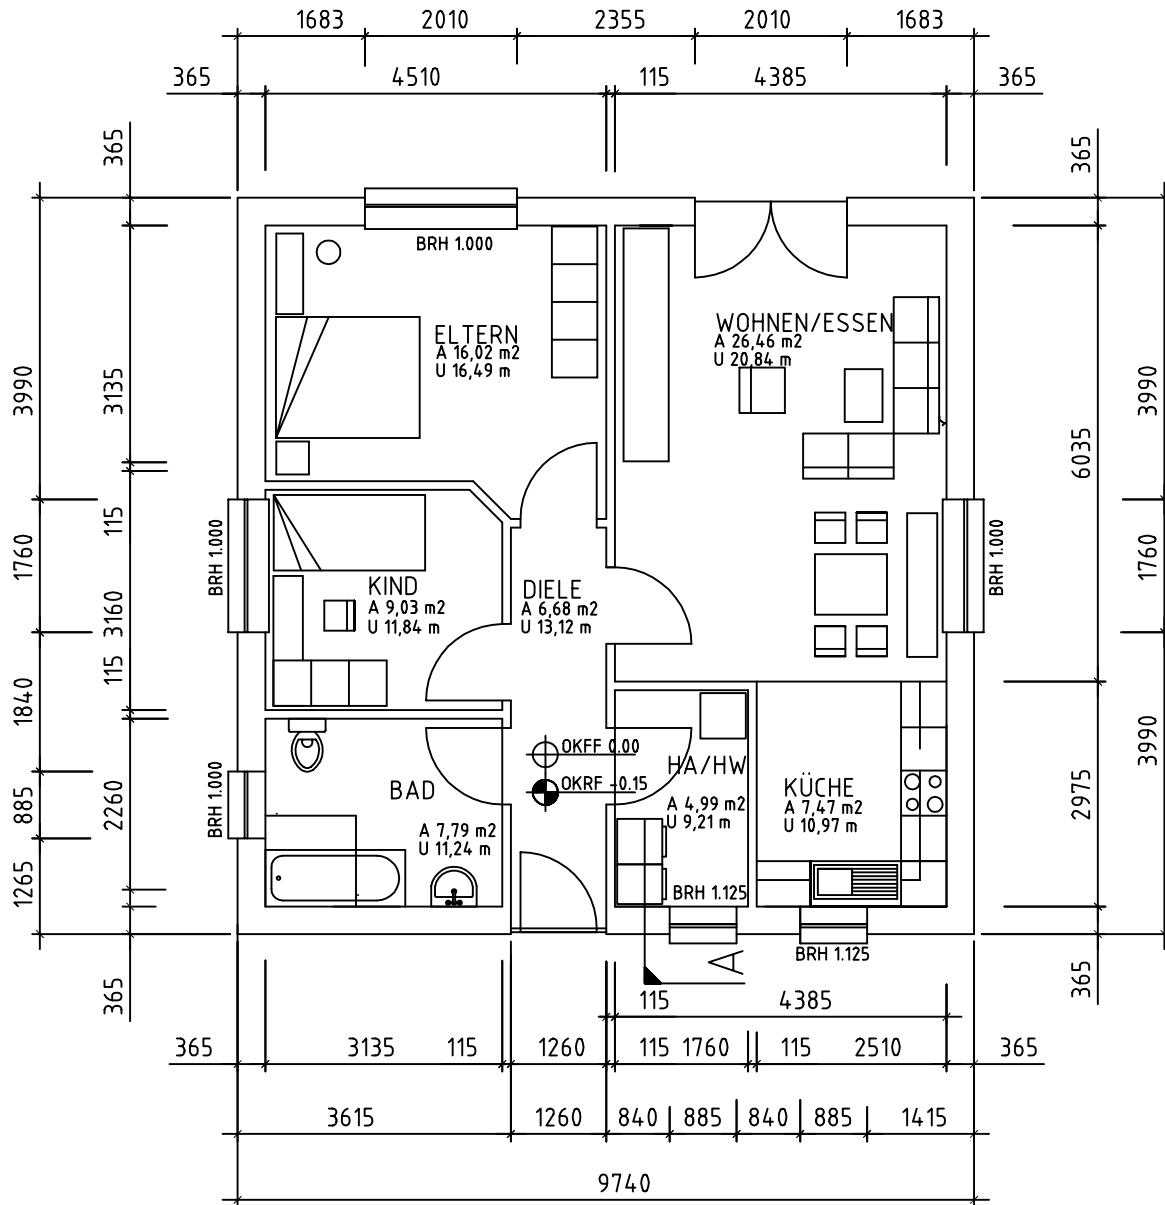 1683 2010 2355 2010 1683
365 4510 115 4385 365
365
365
BRH 1.000
ELTERN
A 16,02 m2
U 16,49 m
WOHNEN/ESSEN
A 26,46 m2
U 20,84 m
3990
3135
3990
6035
115
1760
BRH 1.000
BRH 1.000
1760
KIND
A 9,03 m2
U 11,84 m
DIELE
A 6,68 m2
U 13,12 m
3160
115
1840
OKFF 0.00
OKRF -0.15
HA/HW
A 4,99 m2
U 9,21 m
BRH 1.125
KÜCHE
A 7,47 m2
U 10,97 m
BAD
A 7,79 m2
U 11,24 m
BRH 1.000
885
2260
2975
3990
1265
BRH 1.125
A
365
365
115 4385
365 3135 115 1260 115 1760 115 2510 365
3615 1260 840 885 840 885 1415
9740